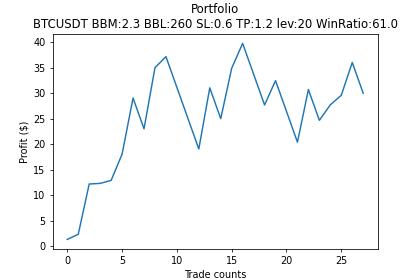 Portfolio
BTCUSDT BBM:2.3 BBL:260 SL:0.6 TP:1.2 lev:20 WinRatio:61.0
40
35
30
25
20
15
10
5
0
Profit ($)
0 5 10 15 20 25
Trade counts